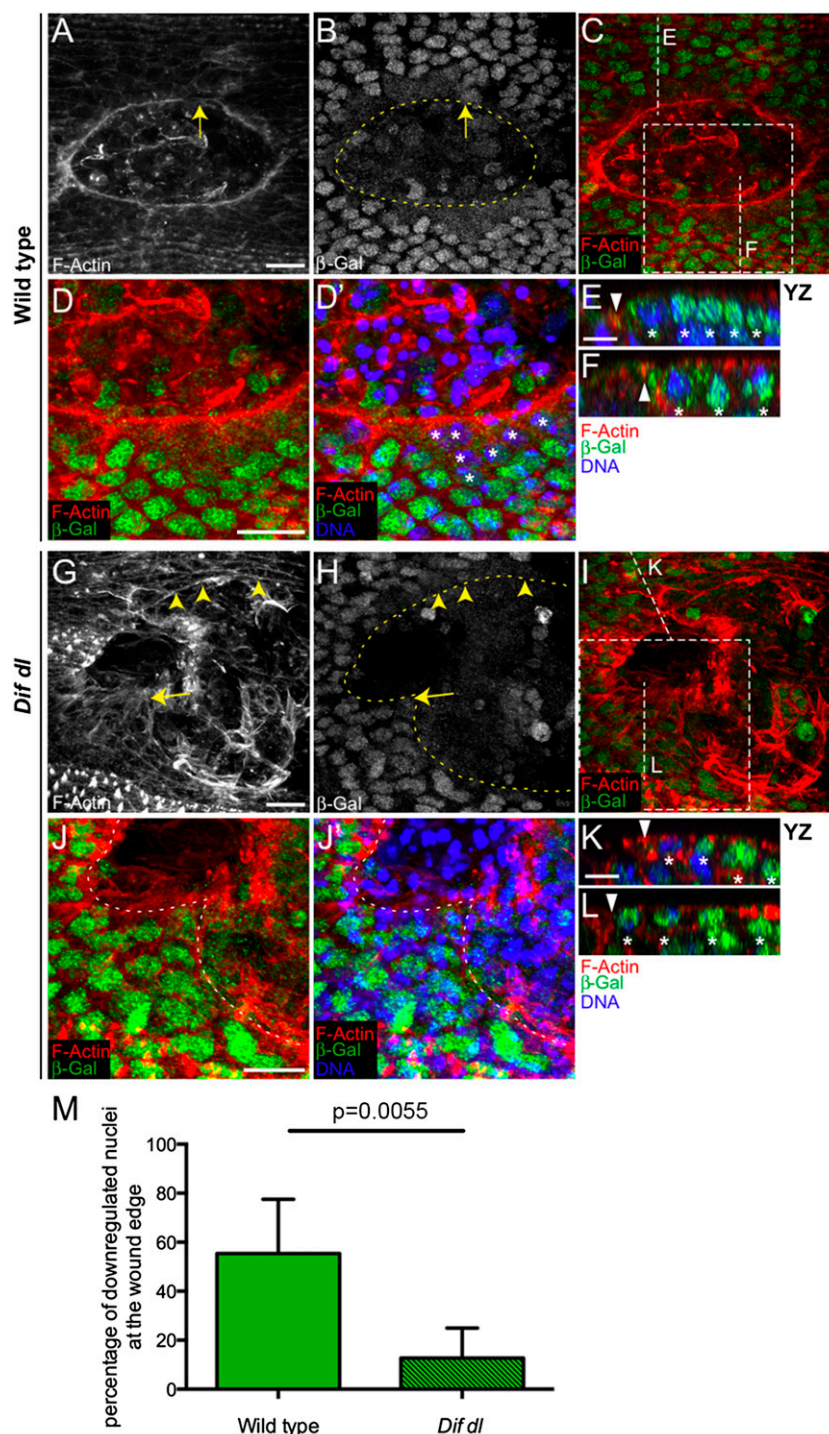 Wild type
A
F-Actin
B
β-Gal
C
E
F
F-Actin
β-Gal
D
F-Actin
β-Gal
D'
* * * * * * *
F-Actin
β-Gal
DNA
E
YZ
* * * * *
F
* * *
F-Actin
β-Gal
DNA
Dif dl
G
F-Actin
H
β-Gal
I
K
L
F-Actin
β-Gal
J
F-Actin
β-Gal
J'
F-Actin
β-Gal
DNA
K
YZ
* * * *
L
* * * *
F-Actin
β-Gal
DNA
M
p=0.0055
percentage of downregulated nuclei
at the wound edge
100
80
60
40
20
0
Wild type
Dif dl